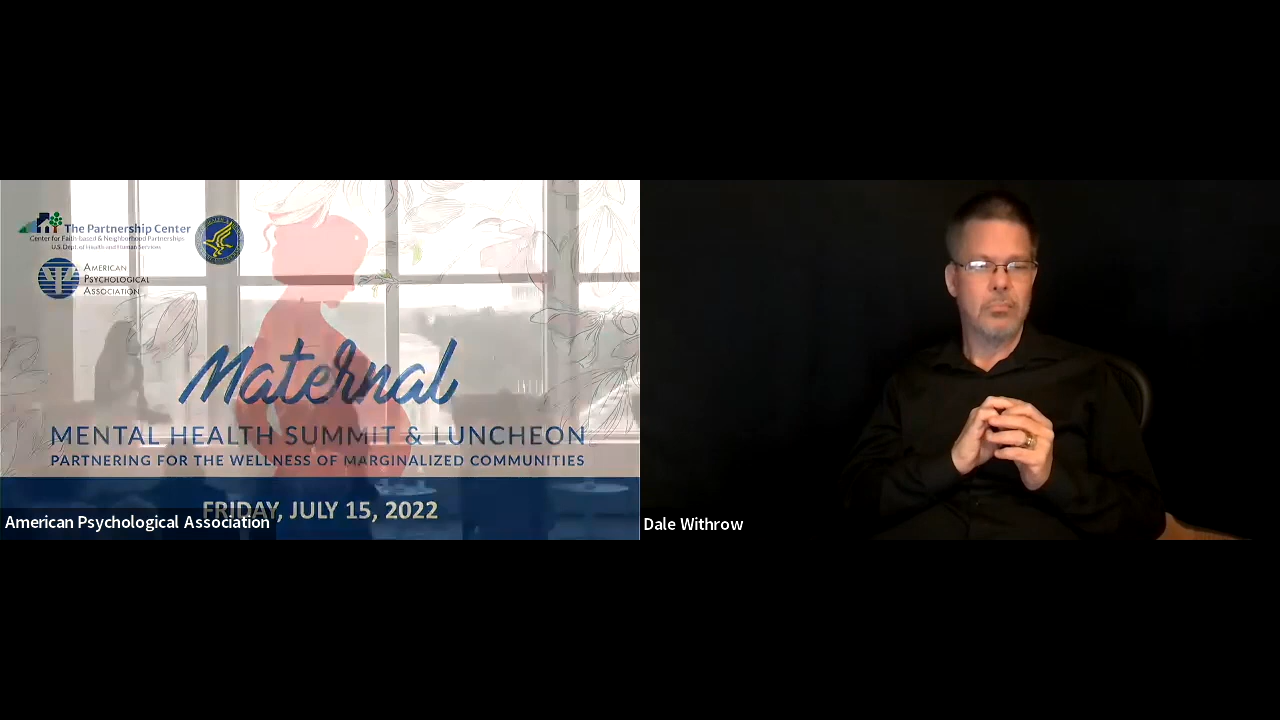 The Partnership Center
Center for Faith-based & Neighborhood Partnerships
U.S. Dept. of Health and Human Services
AMERICAN
PSYCHOLOGICAL
ASSOCIATION
Maternal
MENTAL HEALTH SUMMIT & LUNCHEON
PARTNERING FOR THE WELLNESS OF MARGINALIZED COMMUNITIES
FRIDAY, JULY 15, 2022
American Psychological Association
Dale Withrow